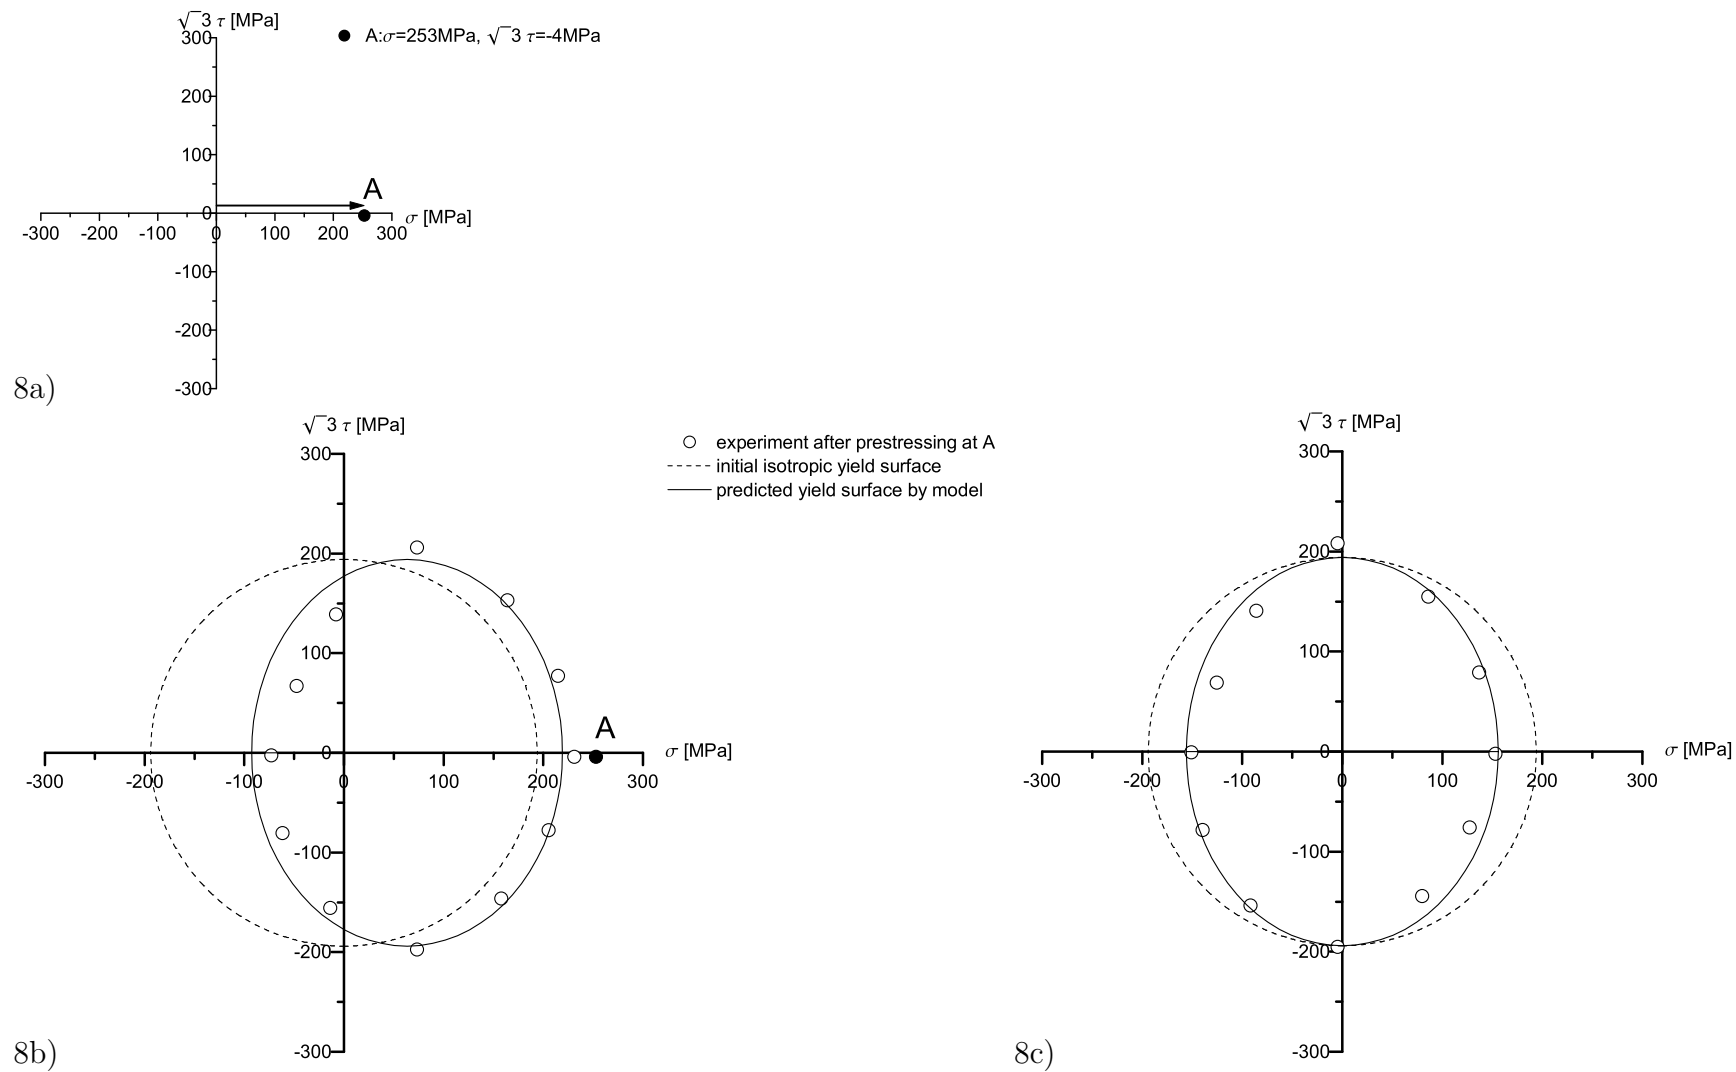 √3 τ [MPa]
300
A:σ=253MPa, √3 τ=-4MPa
200
100
A
0
σ [MPa]
-300 -200 -100 0 100 200 300
-100
-200
-300
8a)
√3 τ [MPa]
300
experiment after prestressing at A
initial isotropic yield surface
predicted yield surface by model
200
100
A
0
σ [MPa]
-300 -200 -100 0 100 200 300
-100
-200
-300
8b)
√3 τ [MPa]
300
200
100
0
σ [MPa]
-300 -200 -100 0 100 200 300
-100
-200
-300
8c)